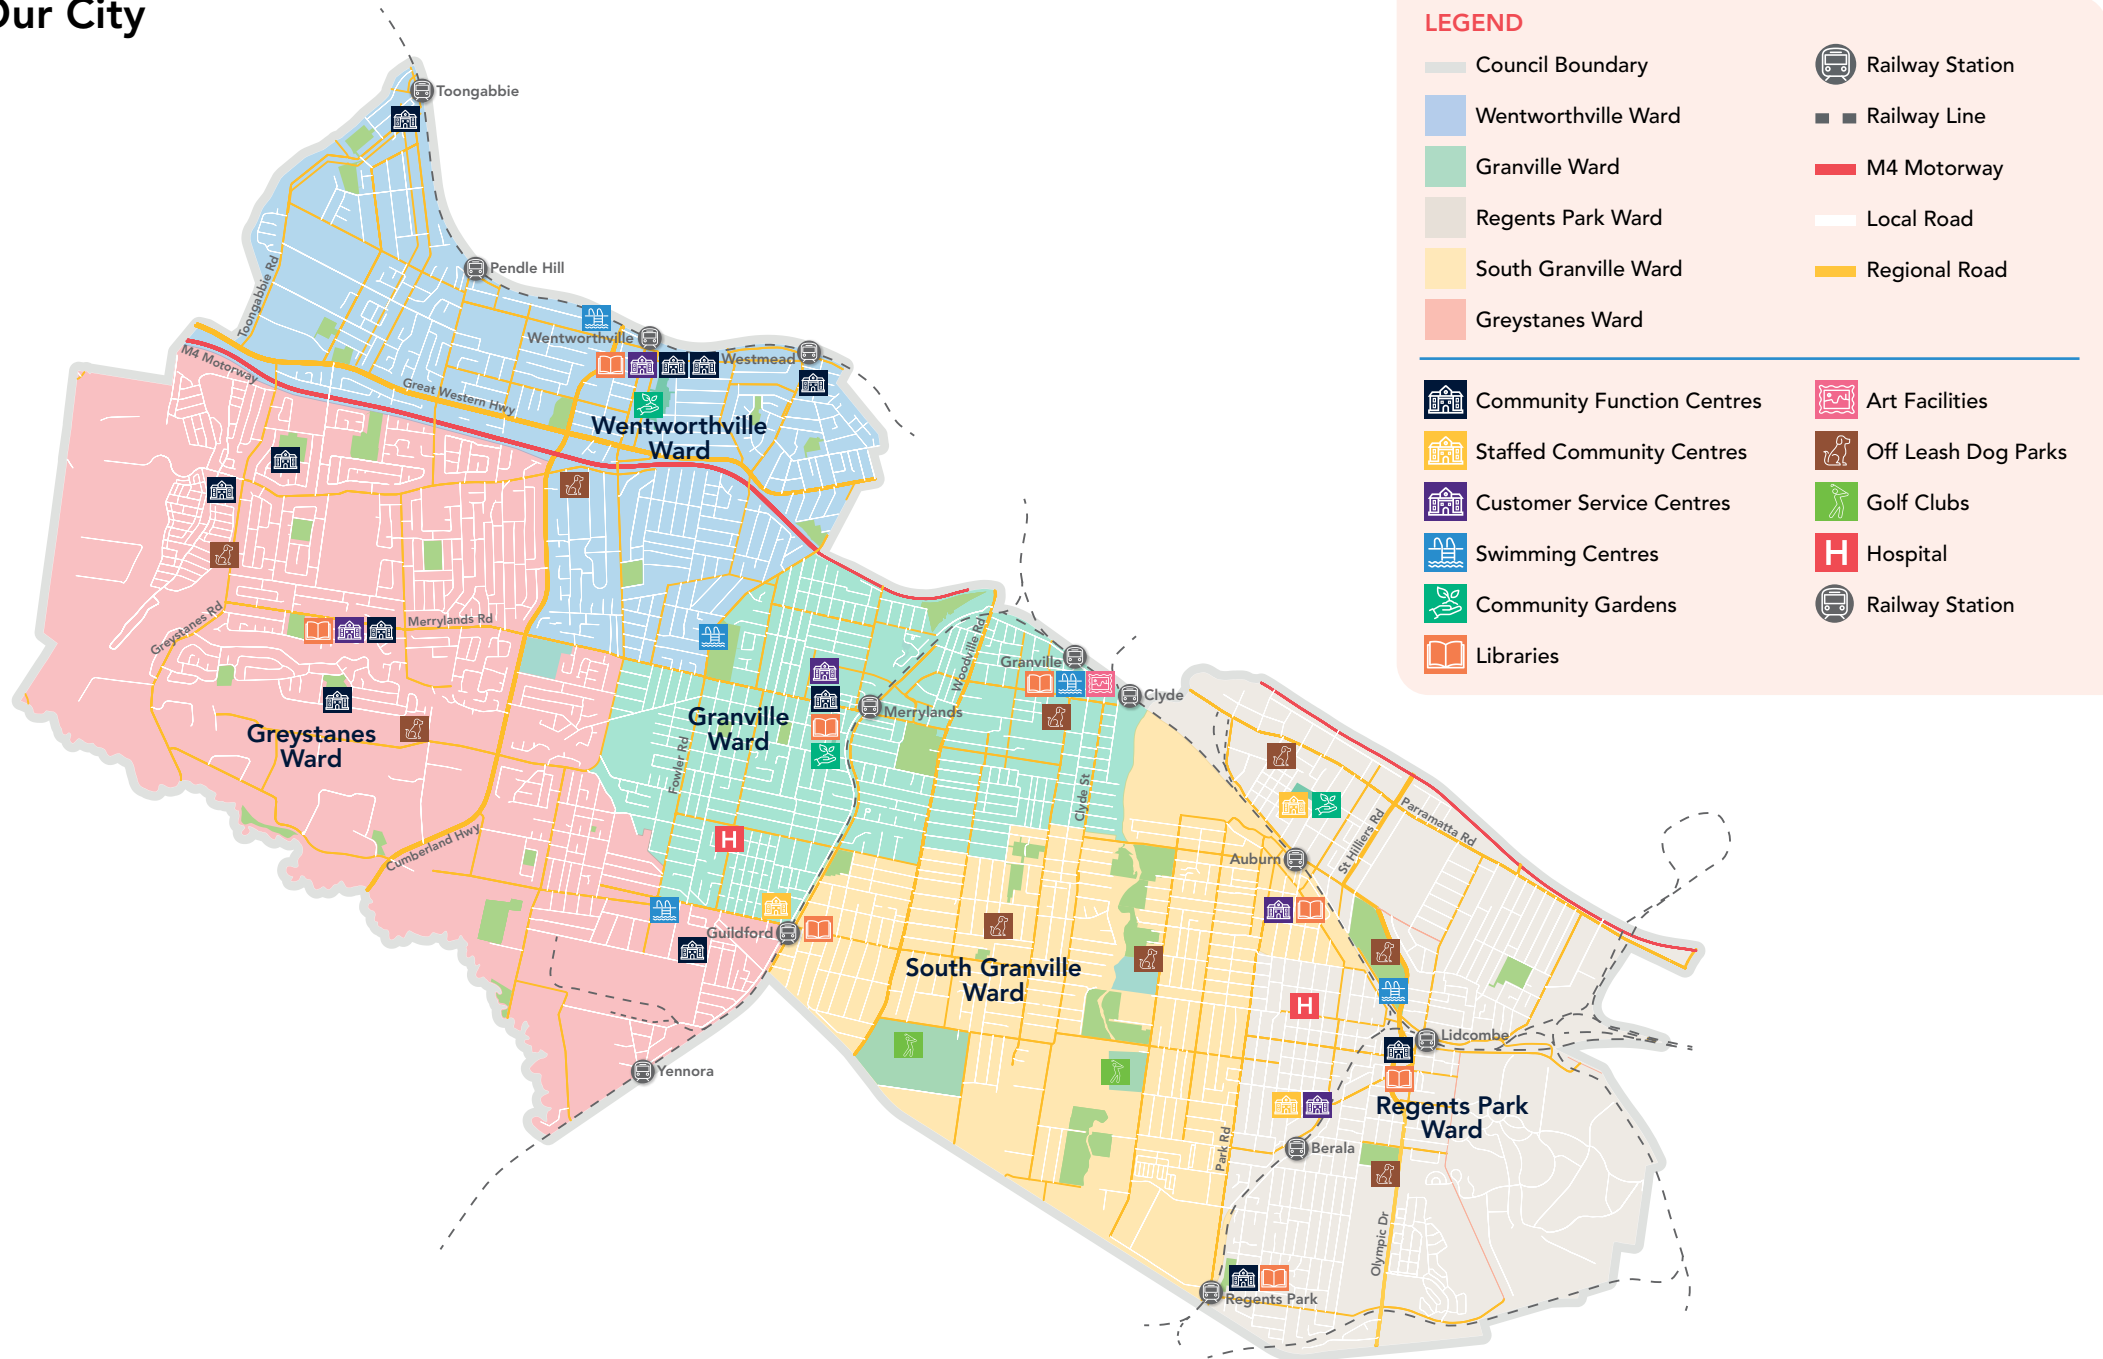 Our City
Toongabbie
Pendle Hill
Toongabbie Rd
Wentworthville
Westmead
M4 Motorway
Great Western Hwy
Wentworthville
Ward
Greystanes Rd
Merrylands Rd
Woodville Rd
Granville
Clyde
Merrylands
Granville
Ward
Greystanes
Ward
Fowler Rd
Clyde St
H
Cumberland Hwy
Parramatta Rd
St Hilliers Rd
Auburn
Guildford
South Granville
Ward
H
Lidcombe
Yennora
Regents Park
Ward
Park Rd
Berala
Olympic Dr
Regents Park
LEGEND
Council Boundary
Wentworthville Ward
Granville Ward
Regents Park Ward
South Granville Ward
Greystanes Ward
Railway Station
Railway Line
M4 Motorway
Local Road
Regional Road
Community Function Centres
Staffed Community Centres
Customer Service Centres
Swimming Centres
Community Gardens
Libraries
Art Facilities
Off Leash Dog Parks
Golf Clubs
H Hospital
Railway Station